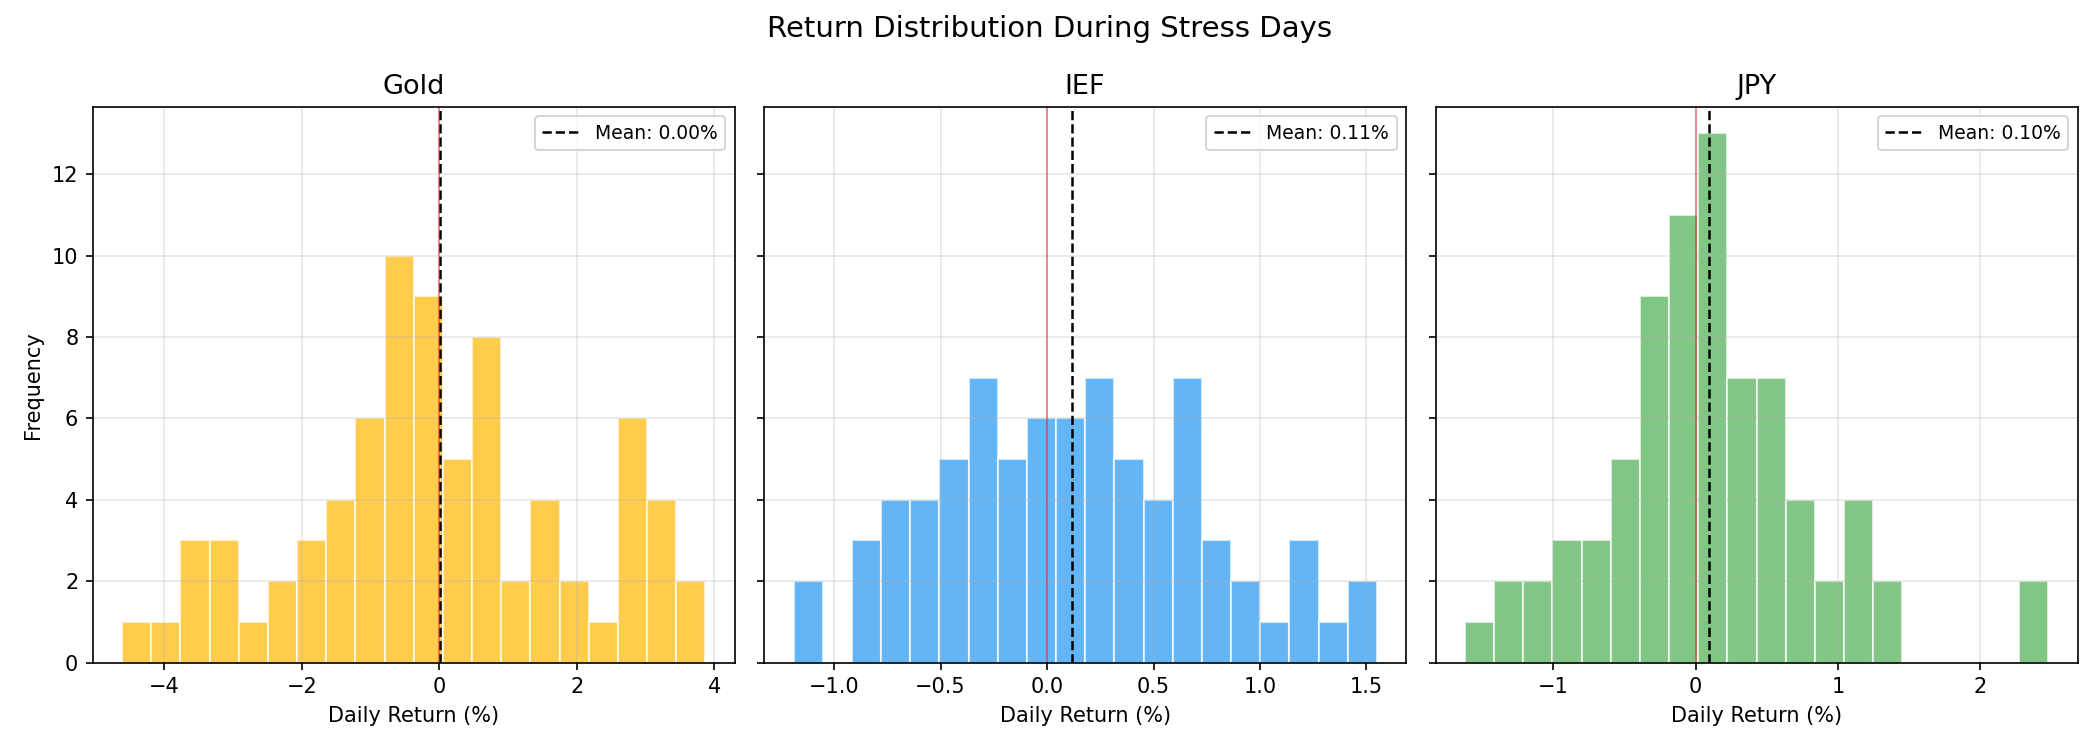 Return Distribution During Stress Days
Gold
Mean: 0.00%
Frequency
12
10
8
6
4
2
0
−4 −2 0 2 4
Daily Return (%)
IEF
Mean: 0.11%
−1.0 −0.5 0.0 0.5 1.0 1.5
Daily Return (%)
JPY
Mean: 0.10%
−1 0 1 2
Daily Return (%)